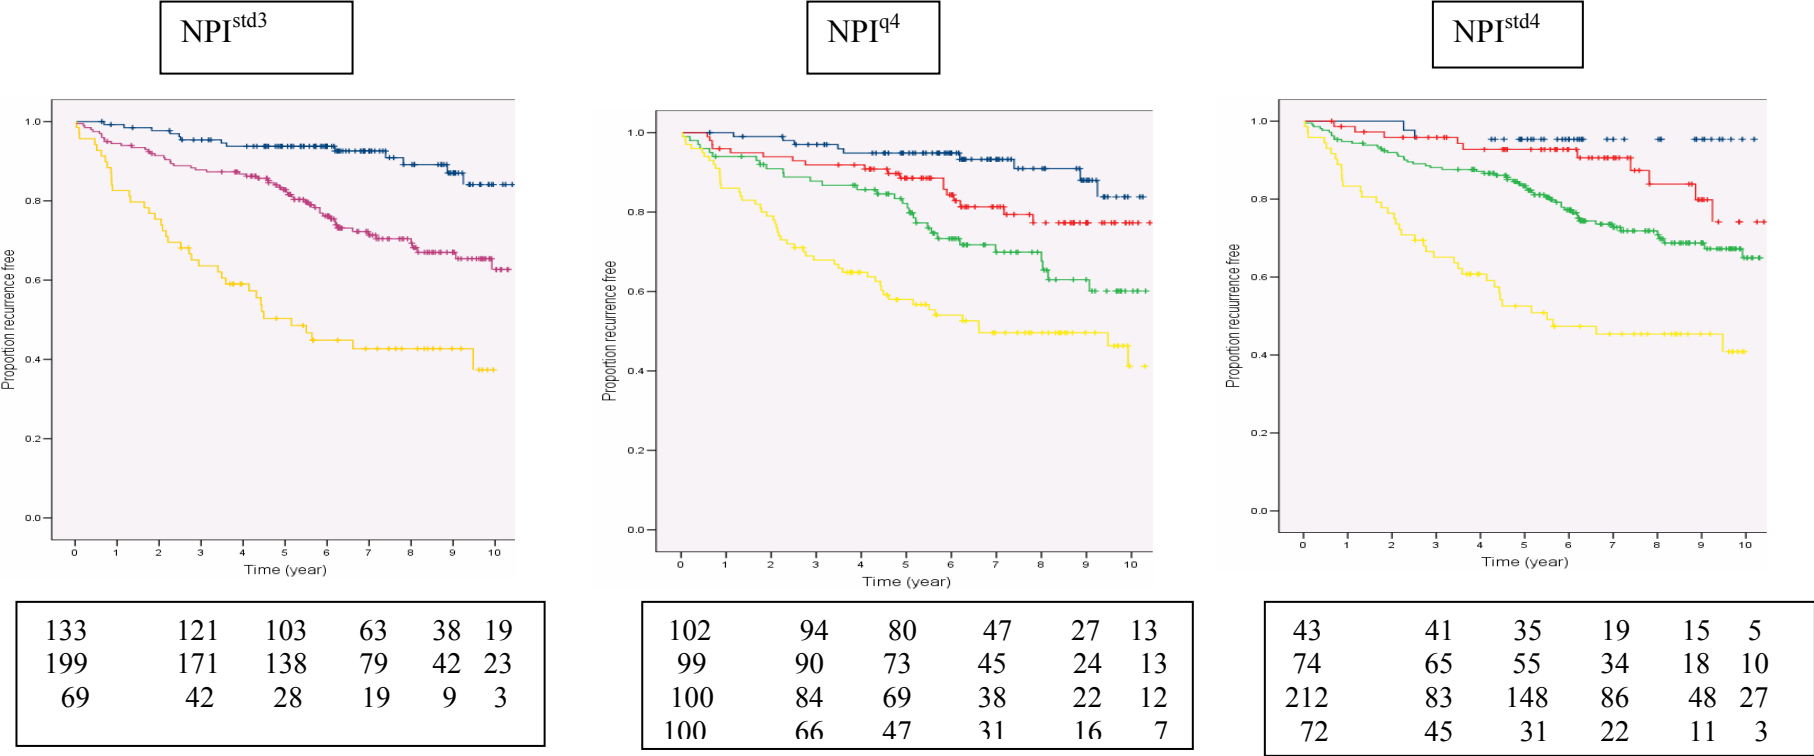 NPIstd3
NPIq4
NPIstd4
Proportion recurrence free
1.0
0.8
0.6
0.4
0.2
0.0
0 1 2 3 4 5 6 7 8 9 10
Time (year)
Proportion recurrence free
1.0
0.8
0.6
0.4
0.2
0.0
0 1 2 3 4 5 6 7 8 9 10
Time (year)
Proportion recuurrence free
1.0
0.8
0.6
0.4
0.2
0.0
0 1 2 3 4 5 6 7 8 9 10
Time (year)
133 121 103 63 38 19
199 171 138 79 42 23
69 42 28 19 9 3
102 94 80 47 27 13
99 90 73 45 24 13
100 84 69 38 22 12
100 66 47 31 16 7
43 41 35 19 15 5
74 65 55 34 18 10
212 83 148 86 48 27
72 45 31 22 11 3